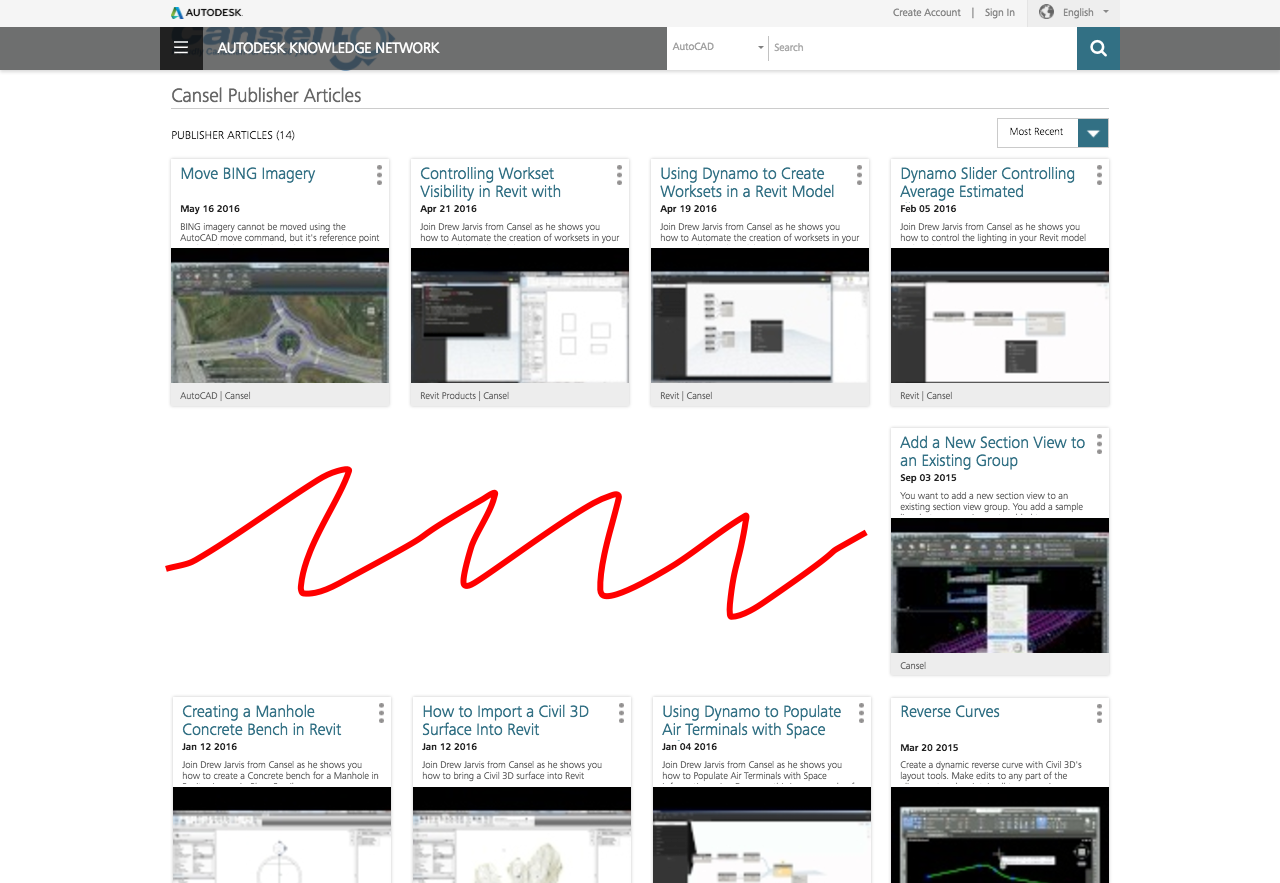 AUTODESK.
Create Account | Sign In English
AUTODESK KNOWLEDGE NETWORK
AutoCAD Search
Cansel Publisher Articles
PUBLISHER ARTICLES (14)
Most Recent
Move BING Imagery
May 16 2016
BING imagery cannot be moved using the
AutoCAD move command, but it's reference point
AutoCAD | Cansel
Controlling Workset
Visibility in Revit with
Apr 21 2016
Join Drew Jarvis from Cansel as he shows you
how to Automate the creation of worksets in your
Revit Products | Cansel
Using Dynamo to Create
Worksets in a Revit Model
Apr 19 2016
Join Drew Jarvis from Cansel as he shows you
how to Automate the creation of worksets in your
Revit | Cansel
Dynamo Slider Controlling
Average Estimated
Feb 05 2016
Join Drew Jarvis from Cansel as he shows you
how to control the lighting in your Revit model
Revit | Cansel
Add a New Section View to
an Existing Group
Sep 03 2015
You want to add a new section view to an
existing section view group. You add a sample
Cansel
Creating a Manhole
Concrete Bench in Revit
Jan 12 2016
Join Drew Jarvis from Cansel as he shows you
how to create a Concrete bench for a Manhole in
How to Import a Civil 3D
Surface Into Revit
Jan 12 2016
Join Drew Jarvis from Cansel as he shows you
how to bring a Civil 3D surface into Revit
Using Dynamo to Populate
Air Terminals with Space
Jan 04 2016
Join Drew Jarvis from Cansel as he shows you
how to Populate Air Terminals with Space
Reverse Curves
Mar 20 2015
Create a dynamic reverse curve with Civil 3D's
layout tools. Make edits to any part of the